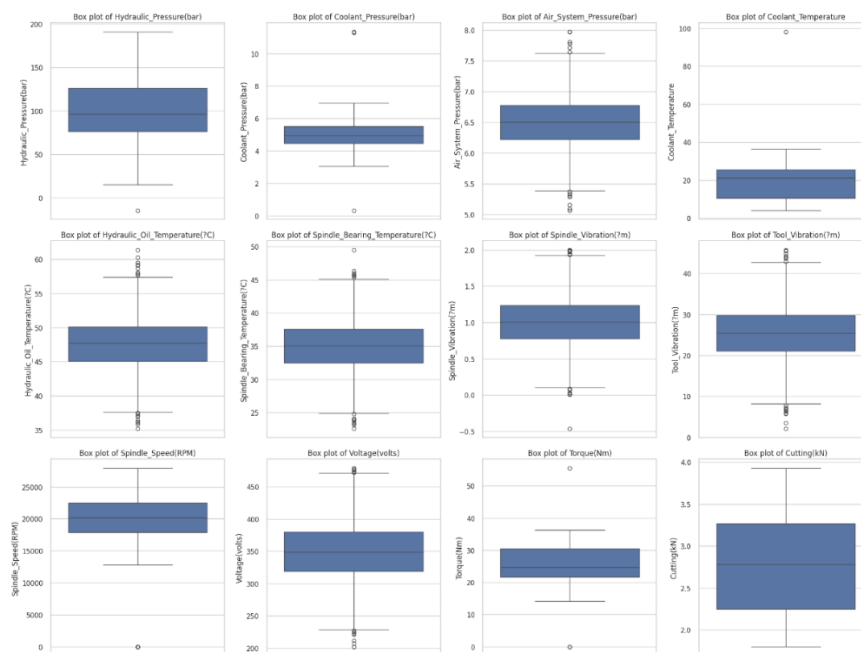 Box plot of Hydraulic_Pressure(bar)
Hydraulic_Pressure(bar)
200
150
100
50
0
Box plot of Coolant_Pressure(bar)
Coolant_Pressure(bar)
10
8
6
4
2
0
Box plot of Air_System_Pressure(bar)
Air_System_Pressure(bar)
8.0
7.5
7.0
6.5
6.0
5.5
5.0
Box plot of Coolant_Temperature
Coolant_Temperature
100
80
60
40
20
0
Box plot of Hydraulic_Oil_Temperature(?C)
Hydraulic_Oil_Temperature(?C)
60
55
50
45
40
35
Box plot of Spindle_Bearing_Temperature(?C)
Spindle_Bearing_Temperature(?C)
50
45
40
35
30
25
Box plot of Spindle_Vibration(?m)
Spindle_Vibration(?m)
2.0
1.5
1.0
0.5
0.0
−0.5
Box plot of Tool_Vibration(?m)
Tool_Vibration(?m)
40
30
20
10
0
Box plot of Spindle_Speed(RPM)
Spindle_Speed(RPM)
25000
20000
15000
10000
5000
0
Box plot of Voltage(volts)
Voltage(volts)
450
400
350
300
250
200
Box plot of Torque(Nm)
Torque(Nm)
50
40
30
20
10
0
Box plot of Cutting(kN)
Cutting(kN)
4.0
3.5
3.0
2.5
2.0